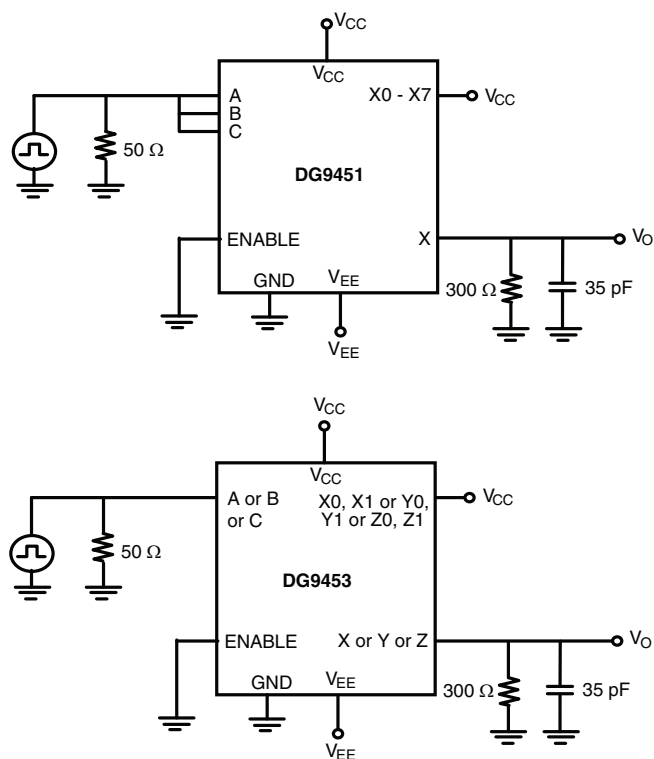 VCC
VCC
A
X0 - X7
VCC
B
C
50 Ω
DG9451
ENABLE
X
VO
GND
VEE
300 Ω
35 pF
VEE
VCC
VCC
A or B
or C
X0, X1 or Y0,
Y1 or Z0, Z1
VCC
50 Ω
DG9453
ENABLE
X or Y or Z
VO
GND
VEE
300 Ω
35 pF
VEE